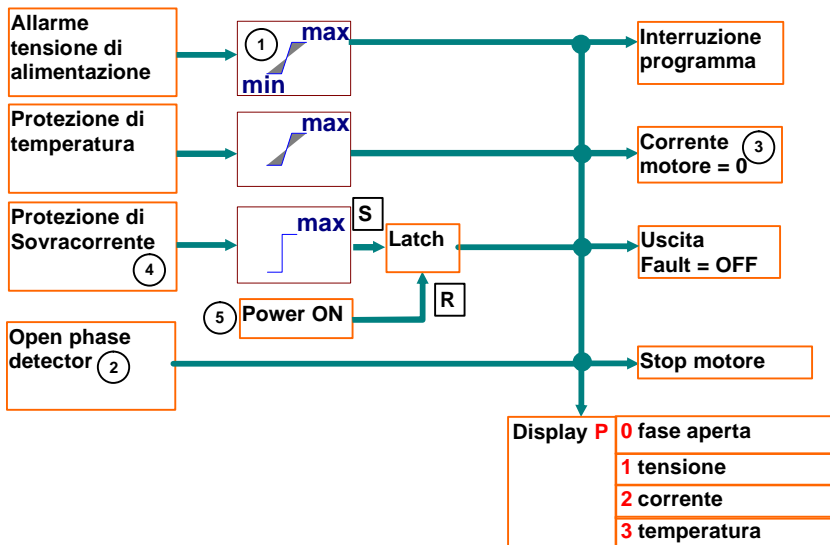 Allarme
tensione di
alimentazione
1
max
min
Interruzione
programma
Protezione di
temperatura
max
Corrente
motore = 0
3
Protezione di
Sovracorrente
4
max
S
Latch
R
Uscita
Fault = OFF
5
Power ON
Open phase
detector
2
Stop motore
Display P
0 fase aperta
1 tensione
2 corrente
3 temperatura